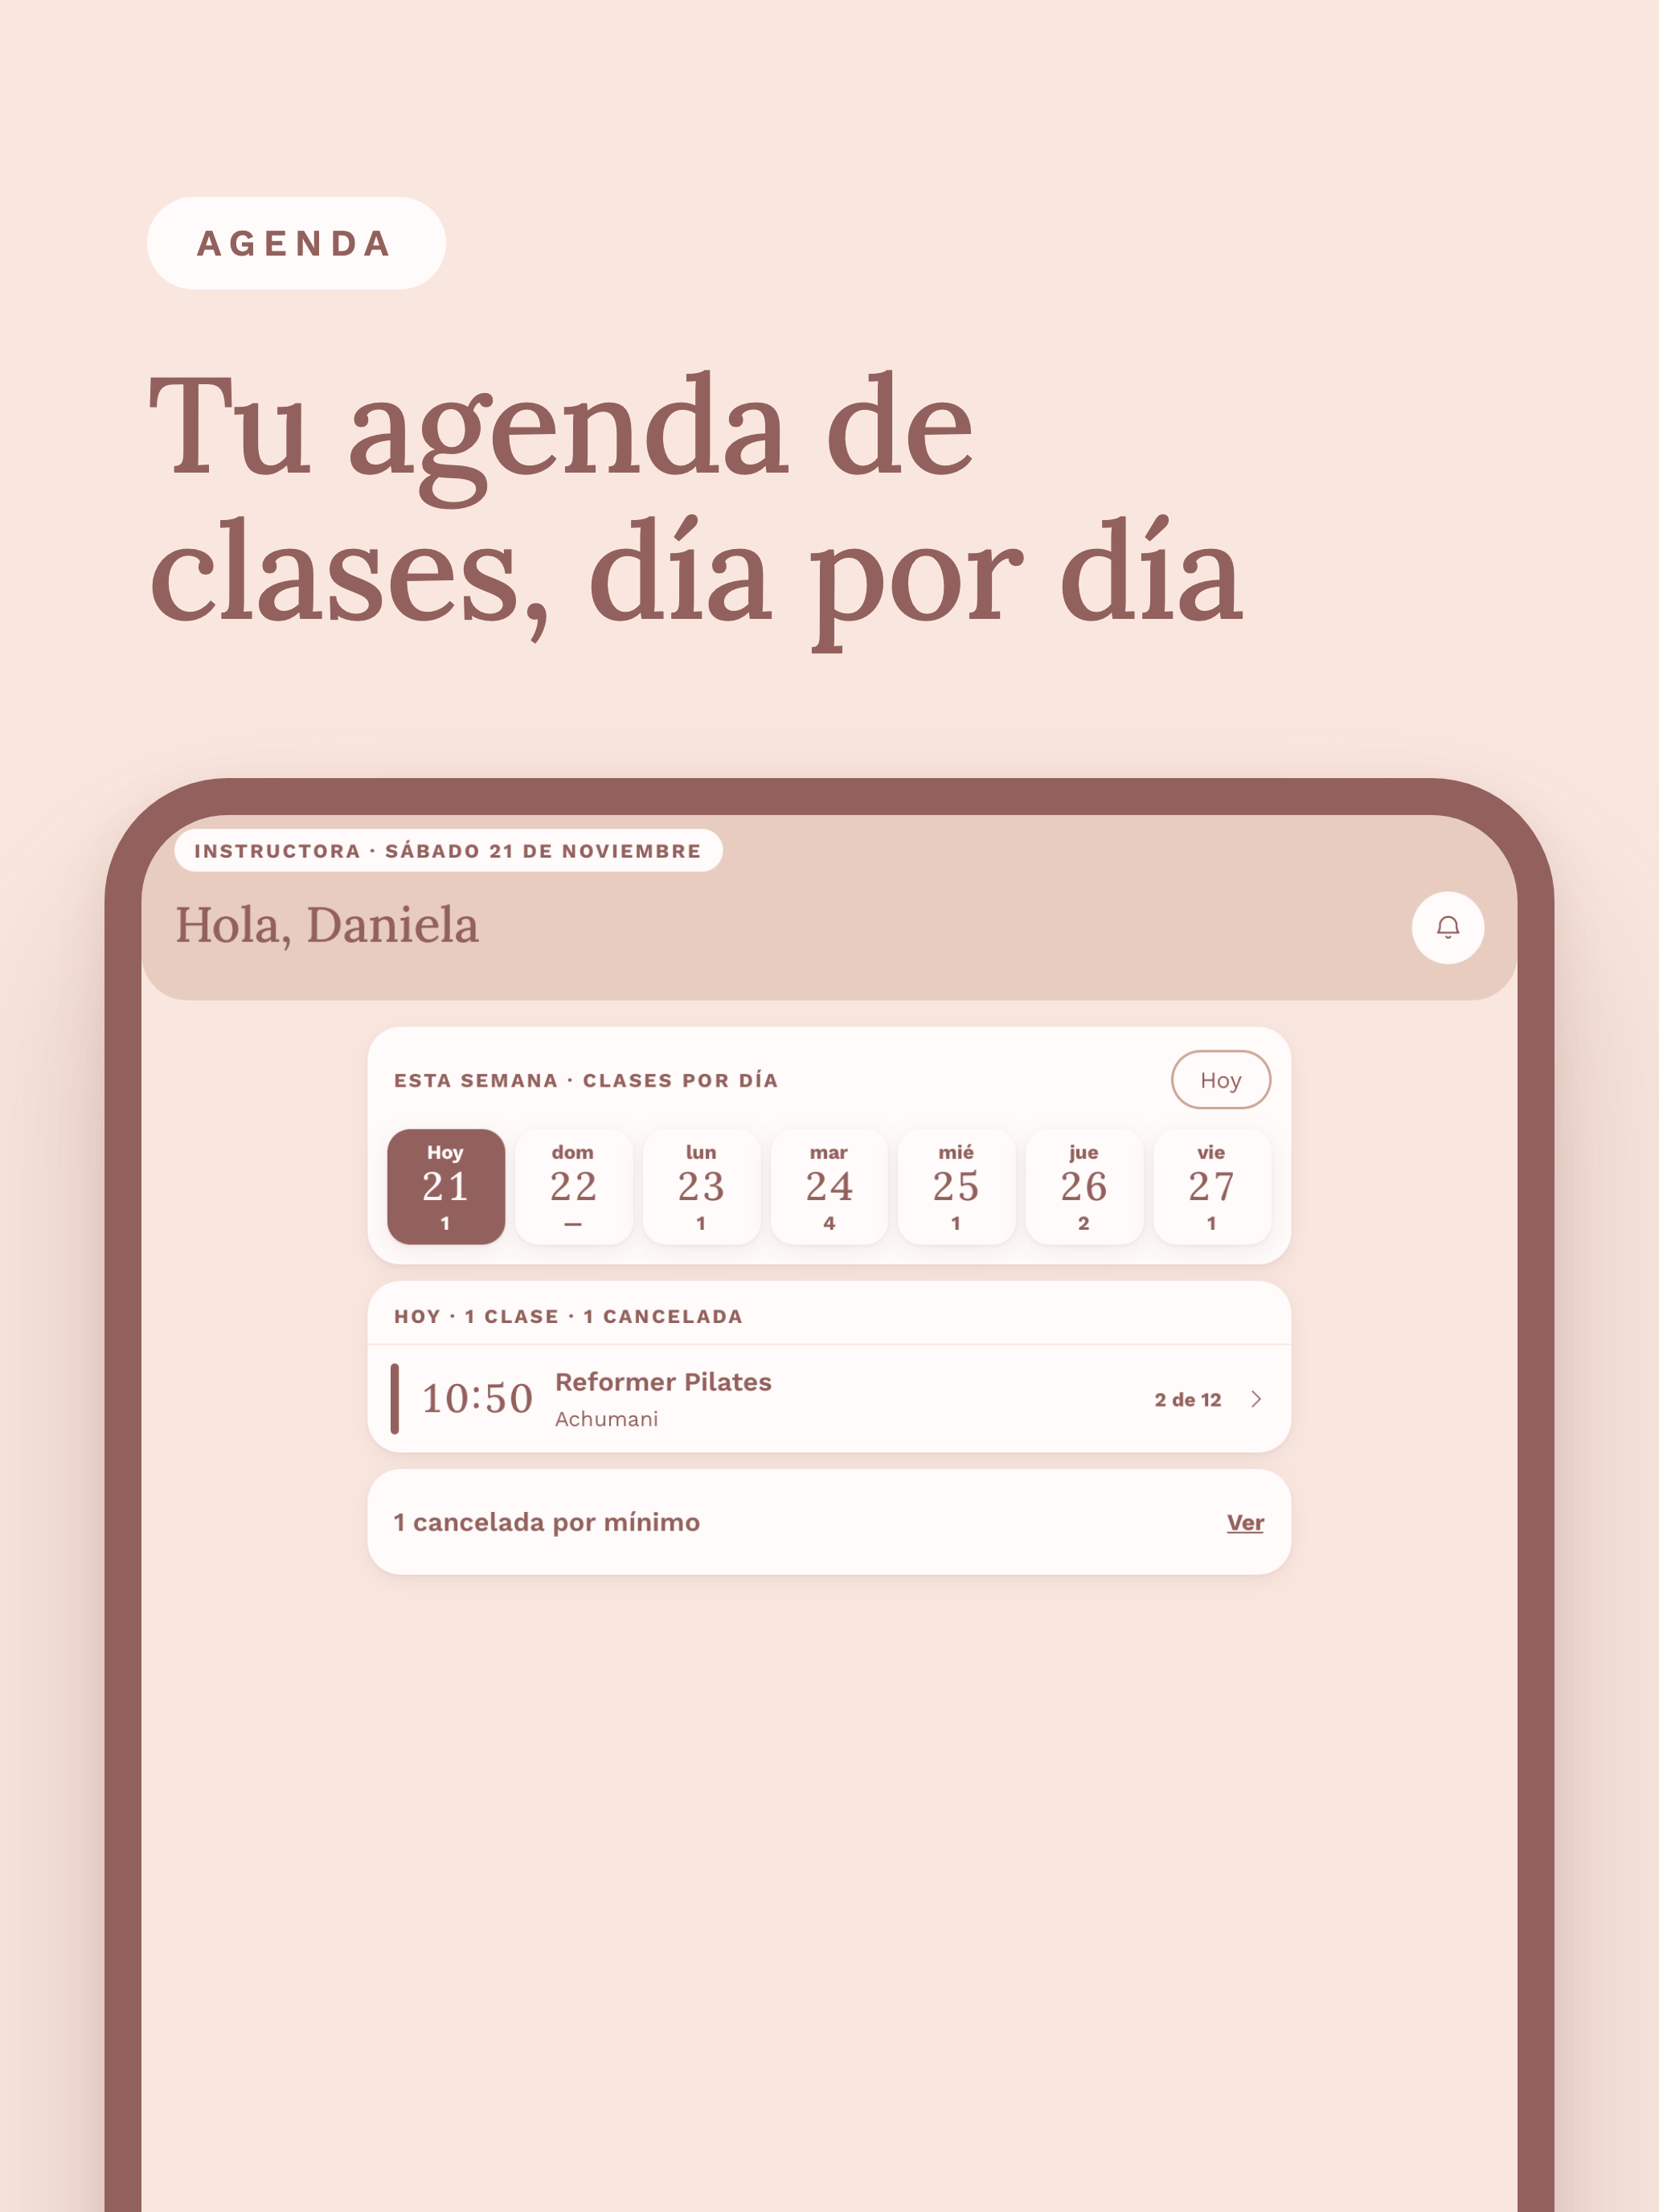 AGENDA
Tu agenda de
clases, día por día
INSTRUCTORA · SÁBADO 21 DE NOVIEMBRE
Hola, Daniela
ESTA SEMANA · CLASES POR DÍA
Hoy
Hoy dom lun mar mié jue vie
21 22 23 24 25 26 27
1 — 1 4 1 2 1
HOY · 1 CLASE · 1 CANCELADA
10:50 Reformer Pilates 2 de 12
Achumani
1 cancelada por mínimo Ver